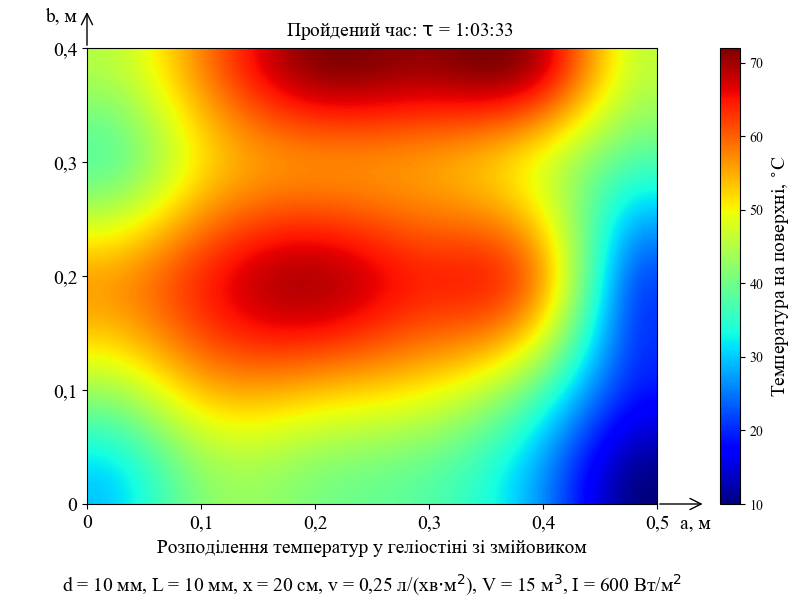 b, м
Пройдений час: τ = 1:03:33
0,4
0,3
0,2
0,1
0
0 0,1 0,2 0,3 0,4 0,5 a, м
70
60
50
40
30
20
10
Температура на поверхні, °C
Розподілення температур у геліостіні зі змійовиком
d = 10 мм, L = 10 мм, x = 20 см, v = 0,25 л/(хв·м²), V = 15 м³, I = 600 Вт/м²